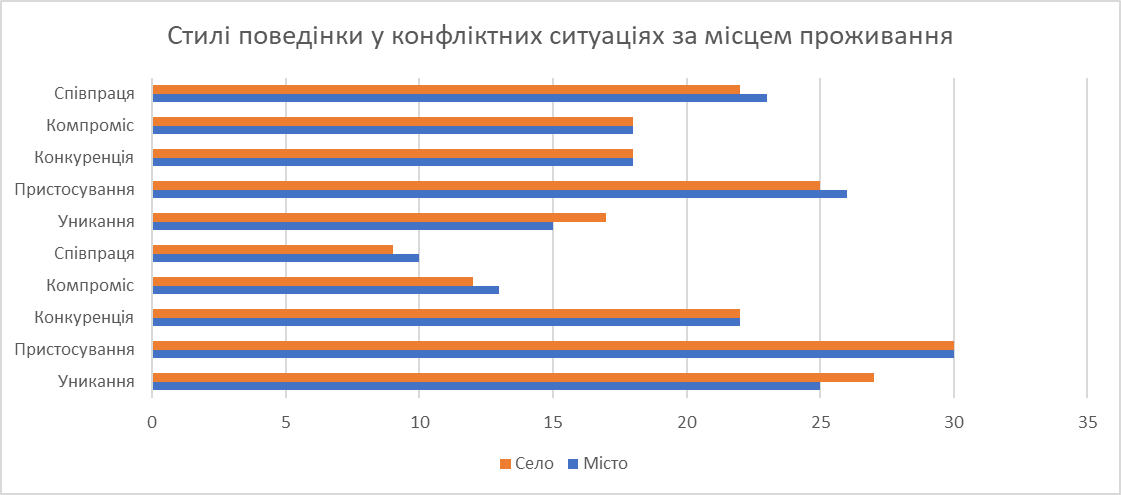 Стилі поведінки у конфліктних ситуаціях за місцем проживання
Співпраця
Компроміс
Конкуренція
Пристосування
Уникання
Співпраця
Компроміс
Конкуренція
Пристосування
Уникання
0 5 10 15 20 25 30 35
Село Місто